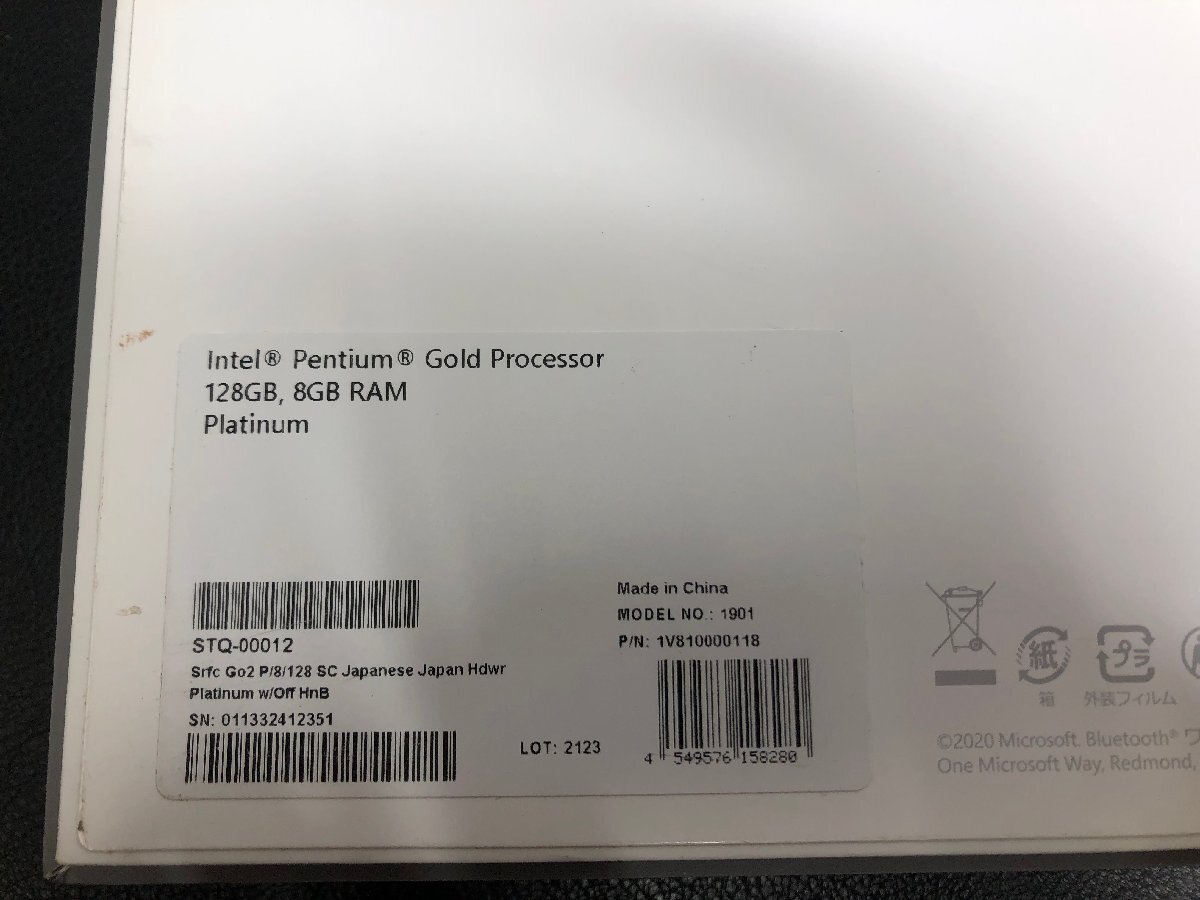 Intel® Pentium® Gold Processor
128GB, 8GB RAM
Platinum
STQ-00012
Srfc Go2 P/8/128 SC Japanese Japan Hdwr
Platinum w/Off HnB
SN: 011332412351
LOT: 2123
Made in China
MODEL NO.: 1901
P/N: 1V810000118
4 549576 158280
紙
プラ
箱
外装フィルム
©2020 Microsoft. Bluetooth® ワ
One Microsoft Way, Redmond,